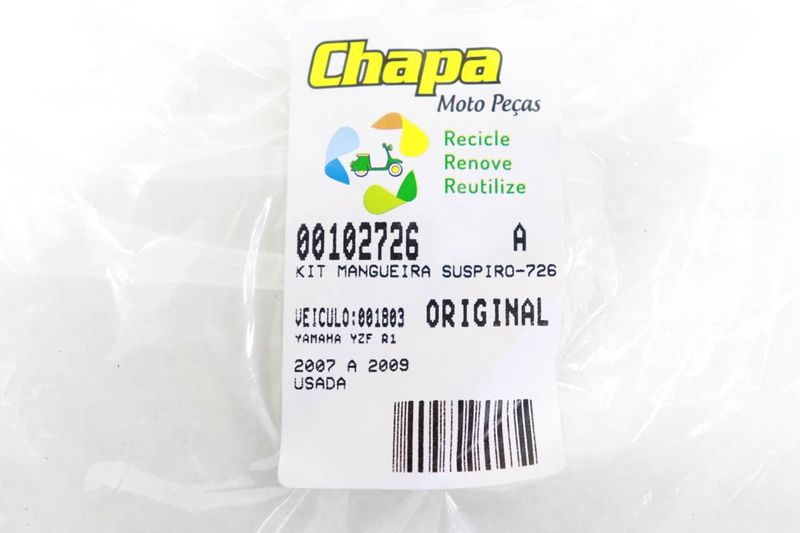 Chapa
Moto Peças
Recicle
Renove
Reutilize
00102726 A
KIT MANGUEIRA SUSPIRO-726
VEICULO:001803 ORIGINAL
YAMAHA YZF R1
2007 A 2009
USADA